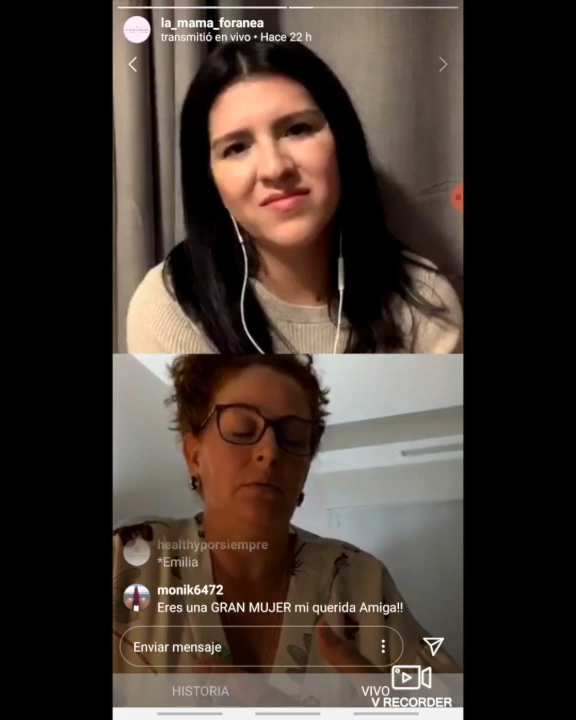 la_mama_foranea
transmitió en vivo • Hace 22 h
healthyporsiempre
*Emilia
monik6472
Eres una GRAN MUJER mi querida Amiga!!
Enviar mensaje
HISTORIA
VIVO
V RECORDER